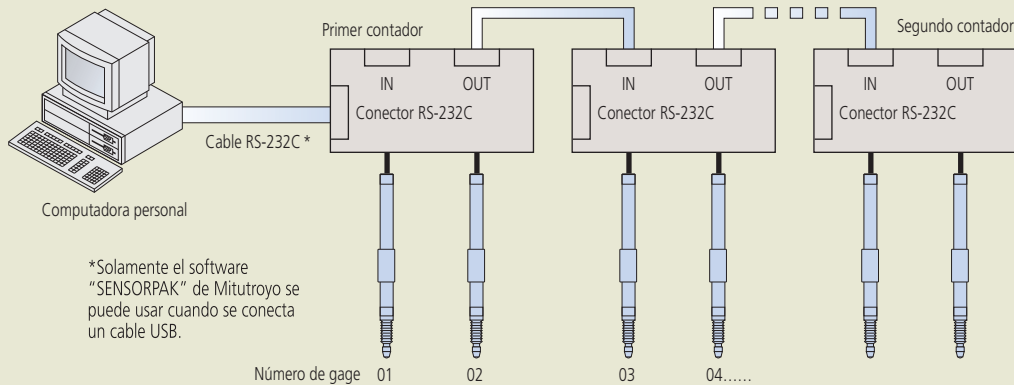 Primer contador
Segundo contador
IN OUT
IN OUT
IN OUT
Conector RS-232C
Conector RS-232C
Conector RS-232C
Cable RS-232C *
Computadora personal
*Solamente el software
“SENSORPAK” de Mitutroyo se
puede usar cuando se conecta
un cable USB.
Número de gage 01 02 03 04......